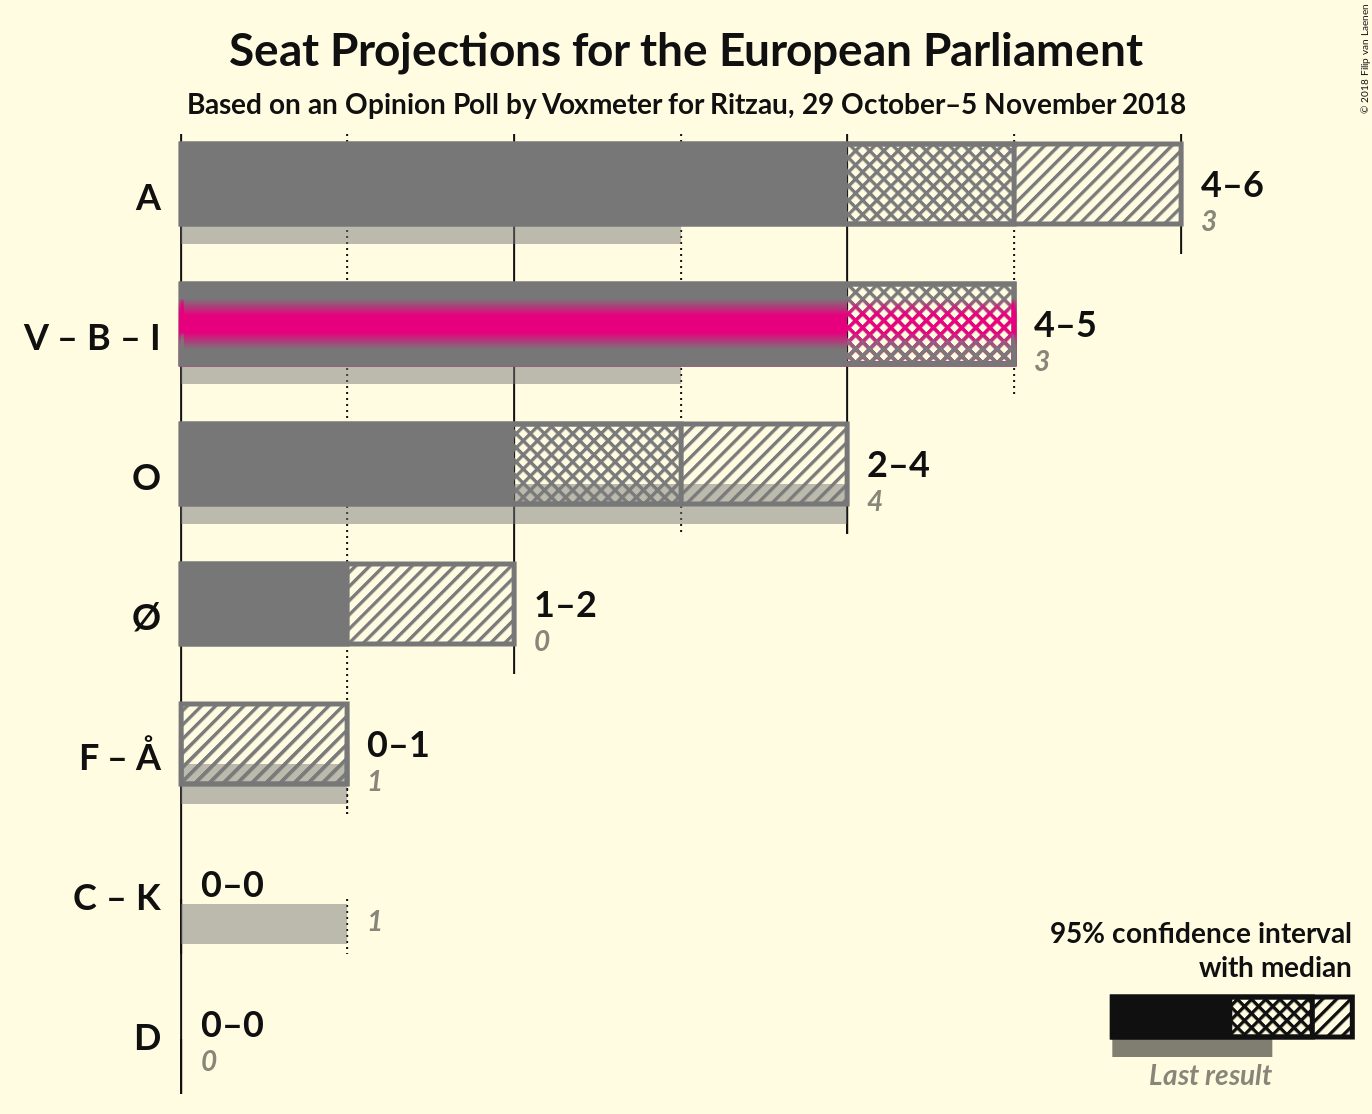 Seat Projections for the European Parliament
Based on an Opinion Poll by Voxmeter for Ritzau, 29 October–5 November 2018
© 2018 Filip van Laenen
A
4–6
3
V – B – I
4–5
3
O
2–4
4
Ø
1–2
0
F – Å
0–1
1
C – K
0–0
1
D
0–0
0
95% confidence interval
with median
Last result